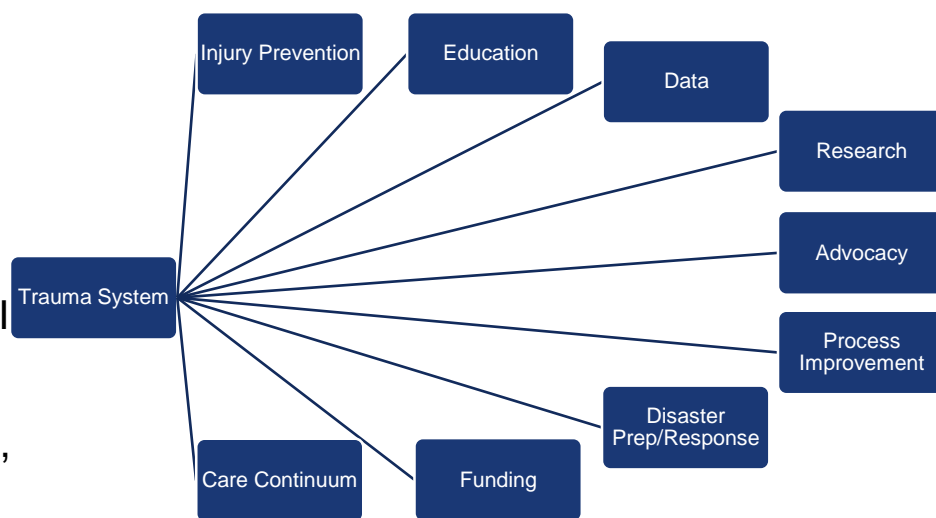 Injury Prevention
Education
Data
Research
Advocacy
Trauma System
Process
Improvement
Disaster
Prep/Response
,
Care Continuum
Funding